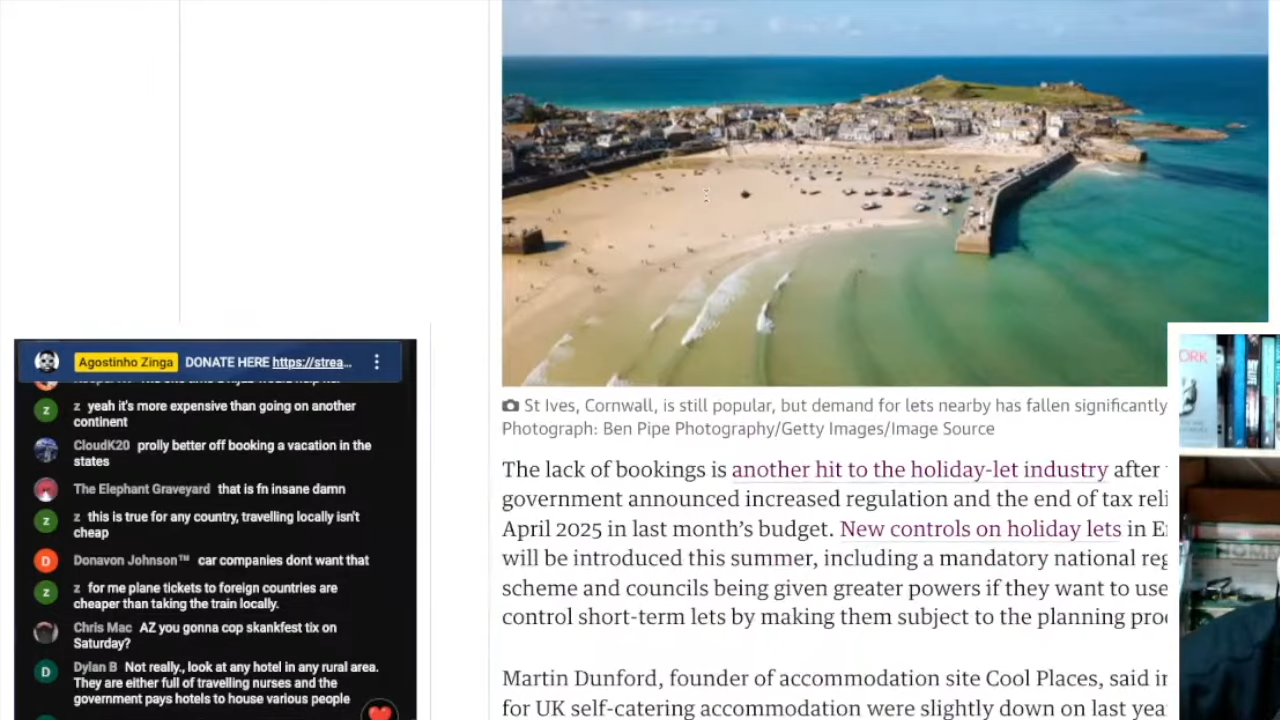 Agostinho Zinga DONATE HERE https://strea...
z yeah it's more expensive than going on another
continent
CloudK20 prolly better off booking a vacation in the
states
The Elephant Graveyard that is fn insane damn
z this is true for any country, travelling locally isn't
cheap
Donavon Johnson™ car companies dont want that
z for me plane tickets to foreign countries are
cheaper than taking the train locally.
Chris Mac AZ you gonna cop skankfest tix on
Saturday?
Dylan B Not really., look at any hotel in any rural area.
They are either full of travelling nurses and the
government pays hotels to house various people
St Ives, Cornwall, is still popular, but demand for lets nearby has fallen significantly
Photograph: Ben Pipe Photography/Getty Images/Image Source
The lack of bookings is another hit to the holiday-let industry after
government announced increased regulation and the end of tax reli
April 2025 in last month's budget. New controls on holiday lets in E
will be introduced this summer, including a mandatory national reg
scheme and councils being given greater powers if they want to use
control short-term lets by making them subject to the planning pro
Martin Dunford, founder of accommodation site Cool Places, said i
for UK self-catering accommodation were slightly down on last yea
ORK